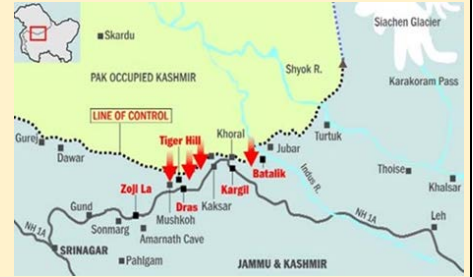 Siachen Glacier
Skardu
Shyok R.
PAK OCCUPIED KASHMIR
Karakoram Pass
LINE OF CONTROL
Gurej
Dawar
Tiger Hill
Khoral
Jubar
Turtuk
Batalik
Thoise
Khalsar
Zoji La
Mushkoh
Dras
Kaksar
Kargil
Indus R.
Gund
Sonmarg
Amarnath Cave
NH 1A
NH 1A
Leh
SRINAGAR
Pahlgam
JAMMU & KASHMIR